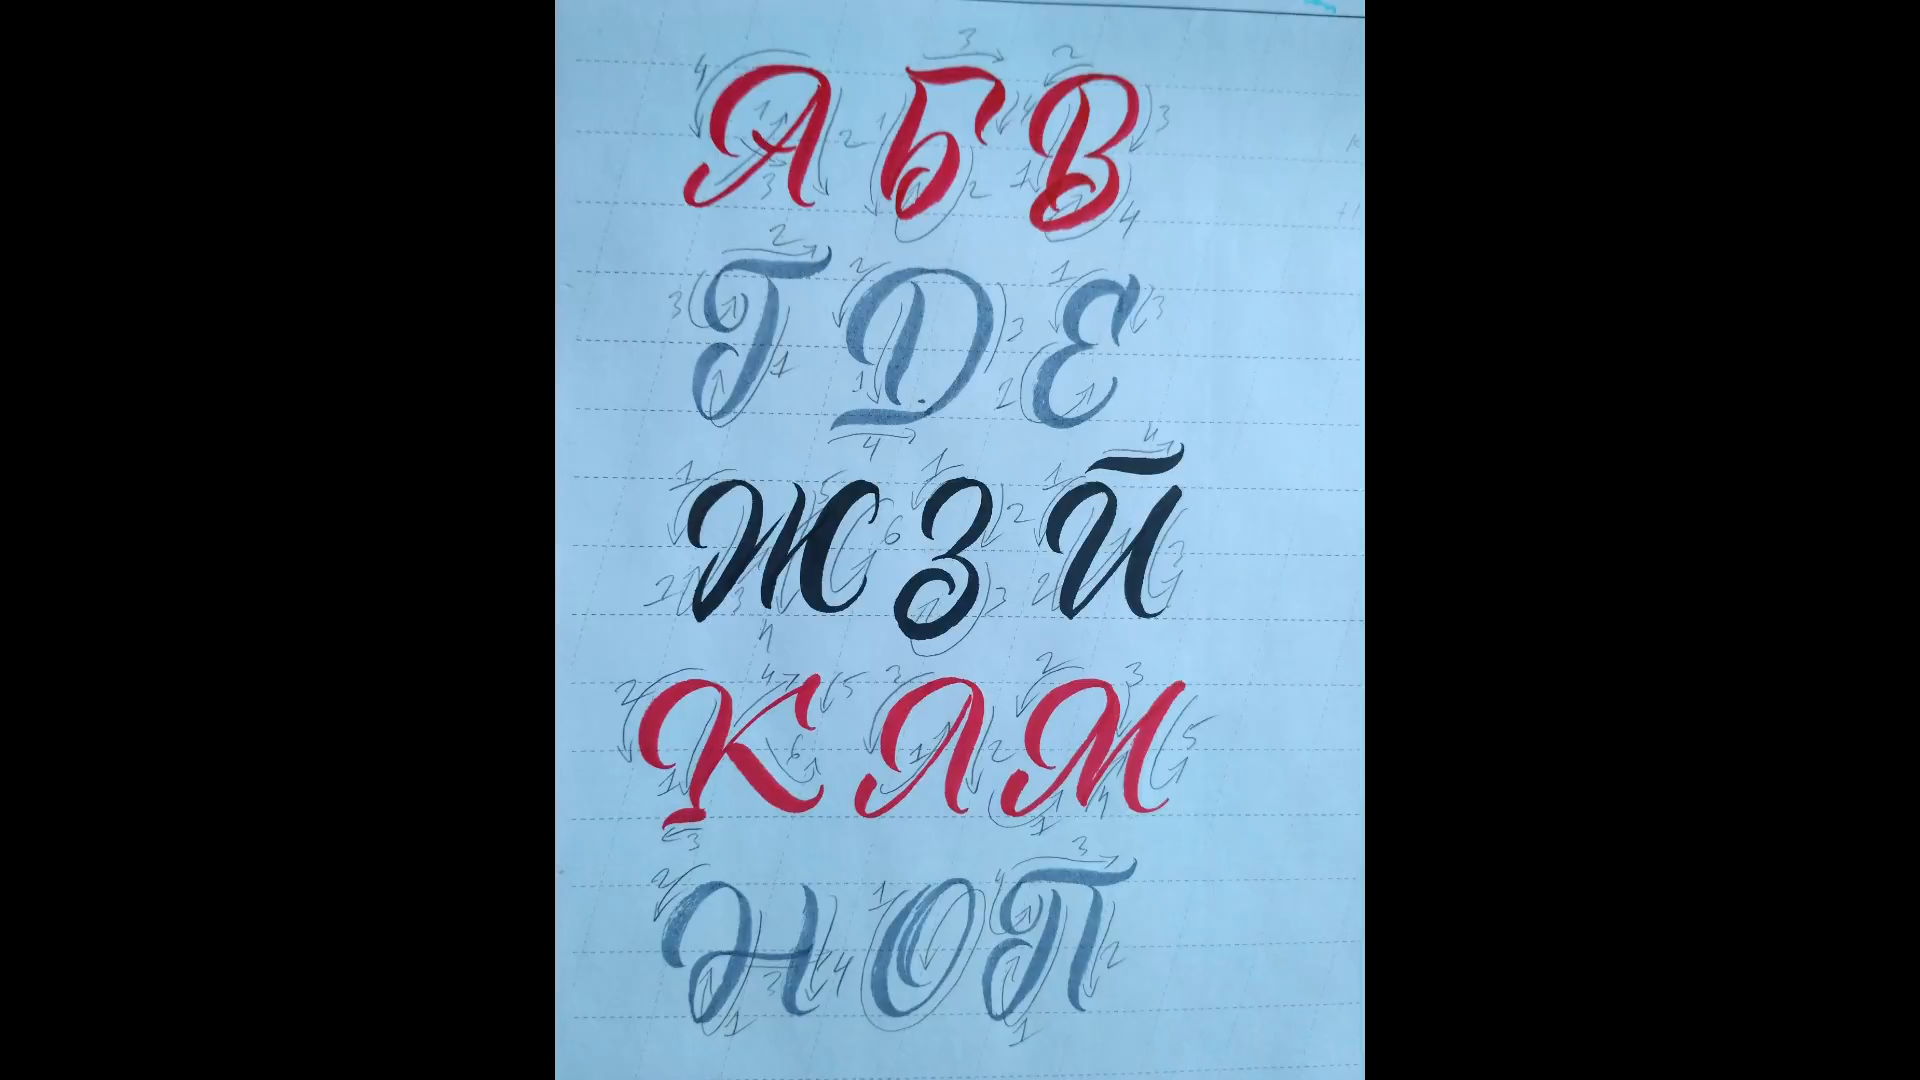 А Б В
Г Д Е
Ж З Й
К Л М
Н О П